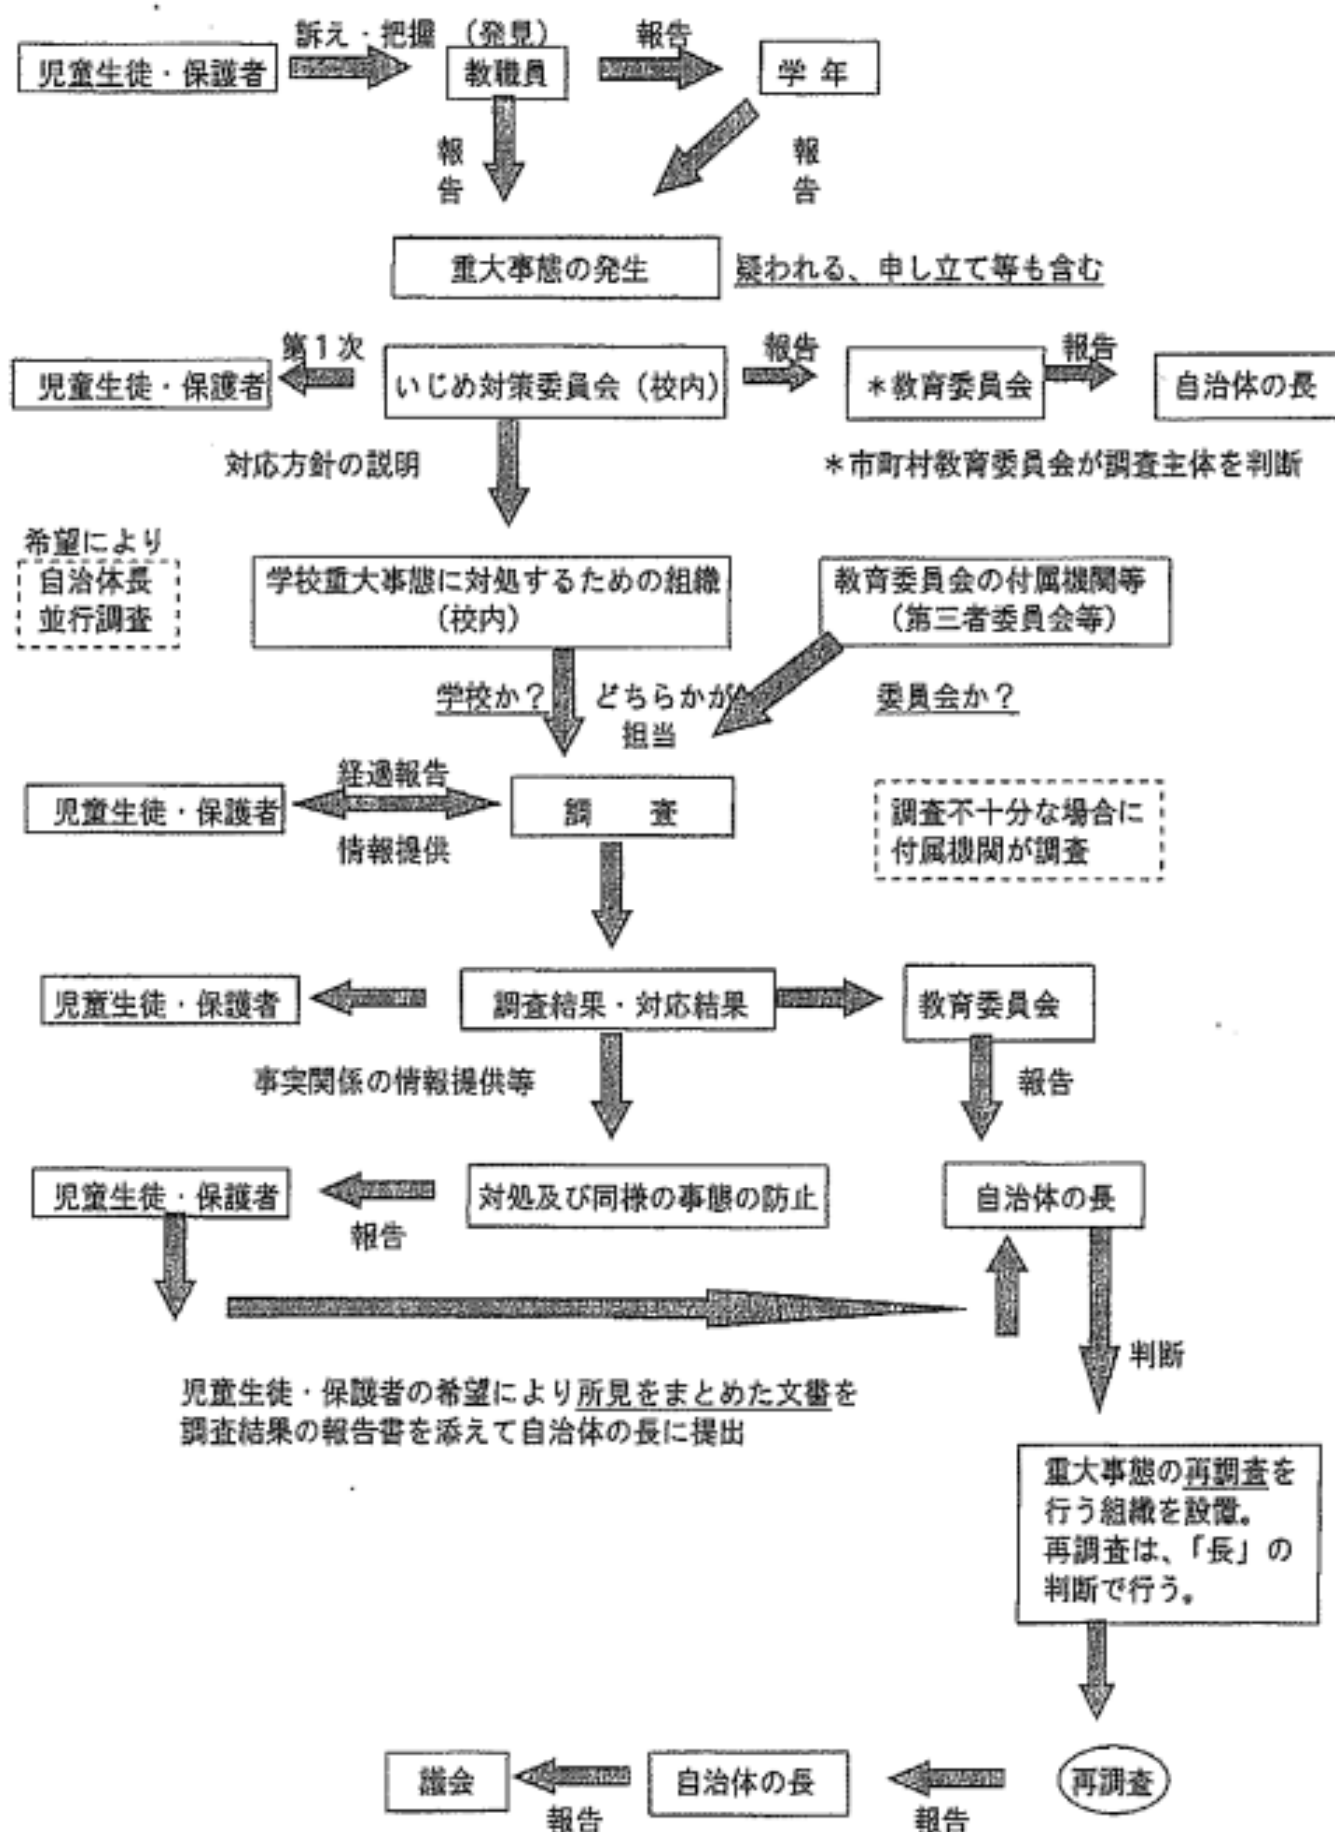 訴え・把握 （発見） 報告
児童生徒・保護者 教職員 学 年
報告 報告
重大事態の発生 疑われる、申し立て等も含む
第１次 報告 報告
児童生徒・保護者 いじめ対策委員会（校内） ＊教育委員会 自治体の長
対応方針の説明 ＊市町村教育委員会が調査主体を判断
希望により
自治体長
並行調査
学校重大事態に対処するための組織
（校内）
教育委員会の付属機関等
（第三者委員会等）
学校か？ どちらかが 委員会か？
担当
経過報告
児童生徒・保護者 調 査
情報提供
調査不十分な場合に
付属機関が調査
児童生徒・保護者 調査結果・対応結果 教育委員会
事実関係の情報提供等 報告
児童生徒・保護者 対処及び同様の事態の防止 自治体の長
報告
判断
児童生徒・保護者の希望により所見をまとめた文書を
調査結果の報告書を添えて自治体の長に提出
重大事態の再調査を
行う組織を設置。
再調査は、「長」の
判断で行う。
議会 自治体の長 再調査
報告 報告